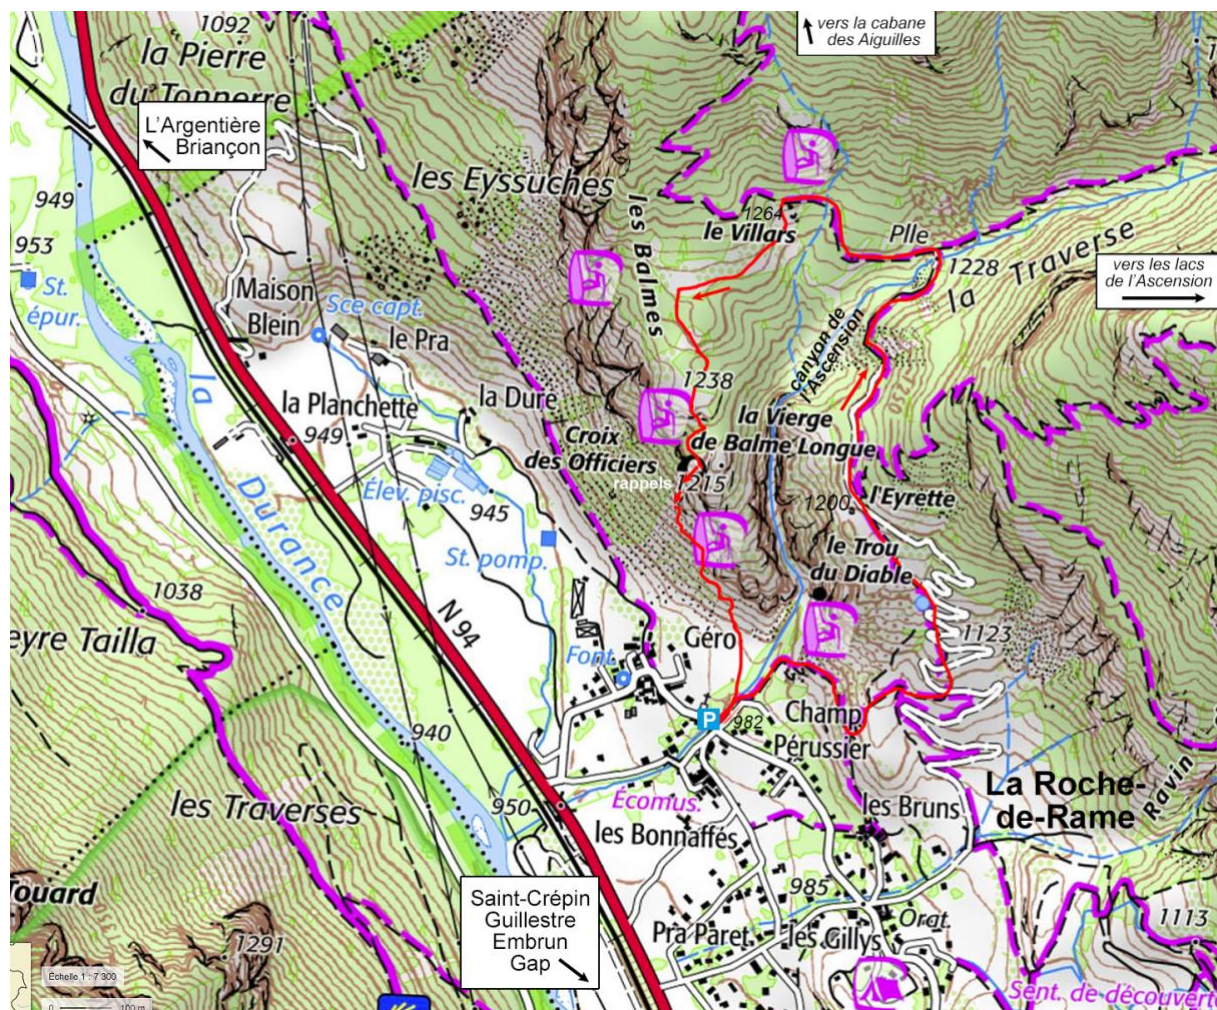 1092
la Pierre
du Tonnerre
L'Argentière
Briançon
vers la cabane
des Aiguilles
les Eyssuches
les Balmes
1264
le Villars
Plle
1228
la Traverse
vers les lacs
de l'Ascension
949
953
St.
épur.
Maison
Blein
Sce capt.
le Pra
la Planchette
949
la Dure
Croix
des Officiers
rappels
1238
la Vierge
de Balme Longue
1215
canyon de
l'Ascension
1050
1200
l'Eyrette
le Trou
du Diable
1123
la Durance
Élev. pisc.
945
St. pomp.
N 94
1038
eyre Tailla
Géro
Font.
P
982
Champ
Pérussier
940
950
les Traverses
Écomus.
les Bonnaffés
les Bruns
La Roche-
de-Rame
Ravin
Touard
1291
Saint-Crépin
Guillestre
Embrun
Gap
985
Pra Paret
les Gillys
Orat.
1113
Sent. de découverte
Échelle 1 : 7 300
0
100 m